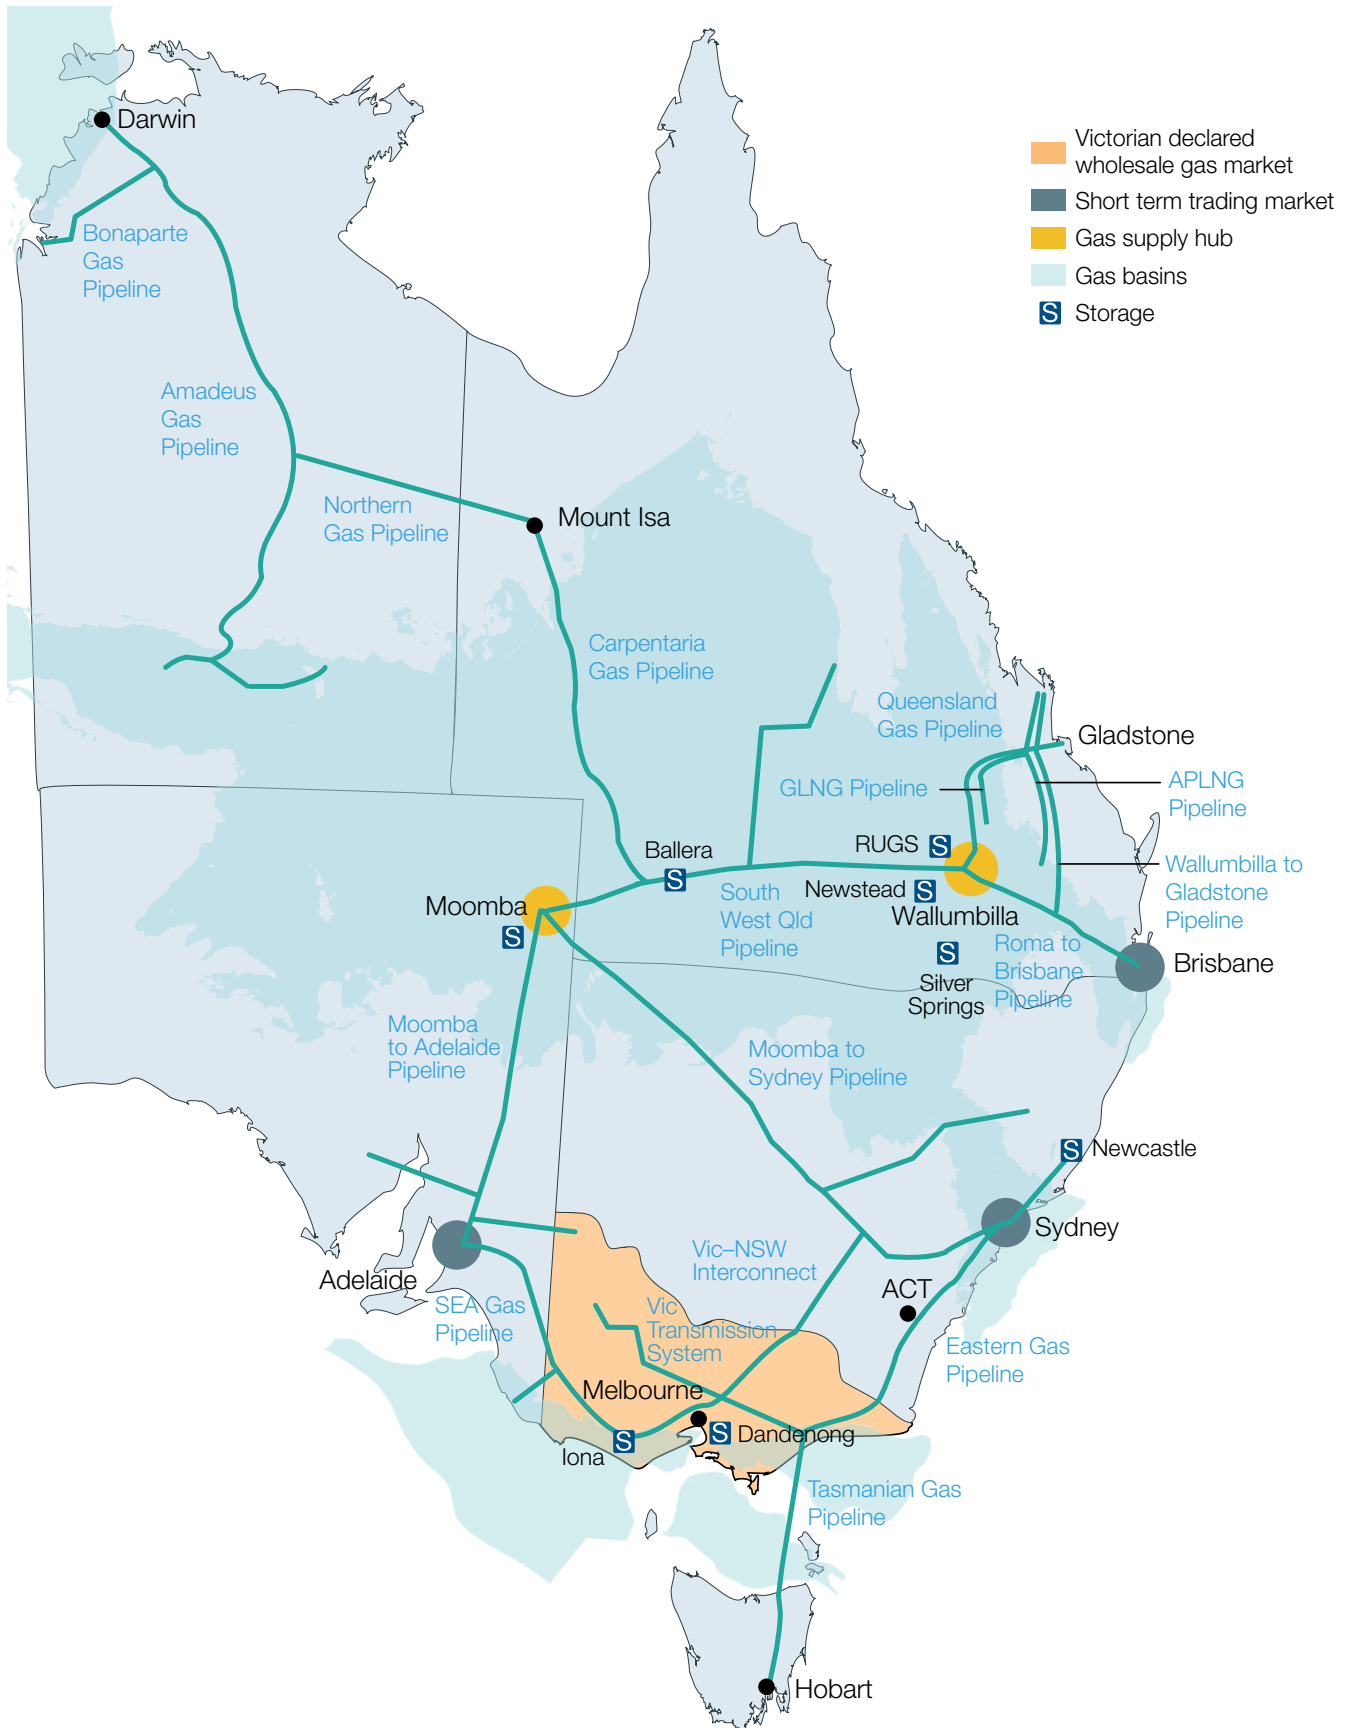 Darwin
Victorian declared
wholesale gas market
Short term trading market
Gas supply hub
Gas basins
S Storage
Bonaparte
Gas
Pipeline
Amadeus
Gas
Pipeline
Northern
Gas Pipeline
Mount Isa
Carpentaria
Gas Pipeline
Queensland
Gas Pipeline
Gladstone
GLNG Pipeline
APLNG
Pipeline
RUGS S
Ballera
S
Wallumbilla to
Gladstone
Pipeline
Newstead S
Moomba
S
South
West Qld
Pipeline
Wallumbilla
S
Silver
Springs
Roma to
Brisbane
Pipeline
Brisbane
Moomba
to Adelaide
Pipeline
Moomba to
Sydney Pipeline
S Newcastle
Sydney
Adelaide
Vic–NSW
Interconnect
ACT
SEA Gas
Pipeline
Vic
Transmission
System
Eastern Gas
Pipeline
Melbourne
S Dandenong
S
Iona
Tasmanian Gas
Pipeline
Hobart